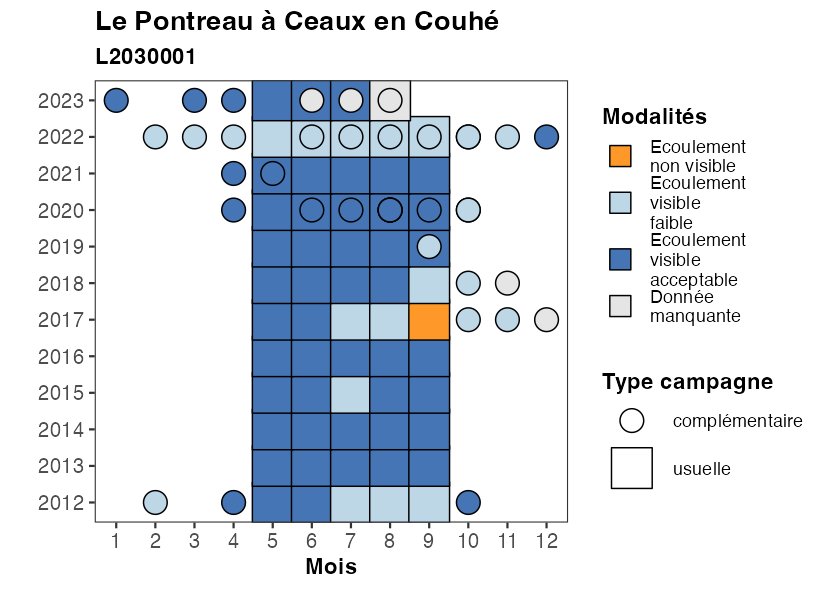 Le Pontreau à Ceaux en Couhé
L2030001
2023
2022
2021
2020
2019
2018
2017
2016
2015
2014
2013
2012
1 2 3 4 5 6 7 8 9 10 11 12
Mois
Modalités
Ecoulement
non visible
Ecoulement
visible
faible
Ecoulement
visible
acceptable
Donnée
manquante
Type campagne
complémentaire
usuelle